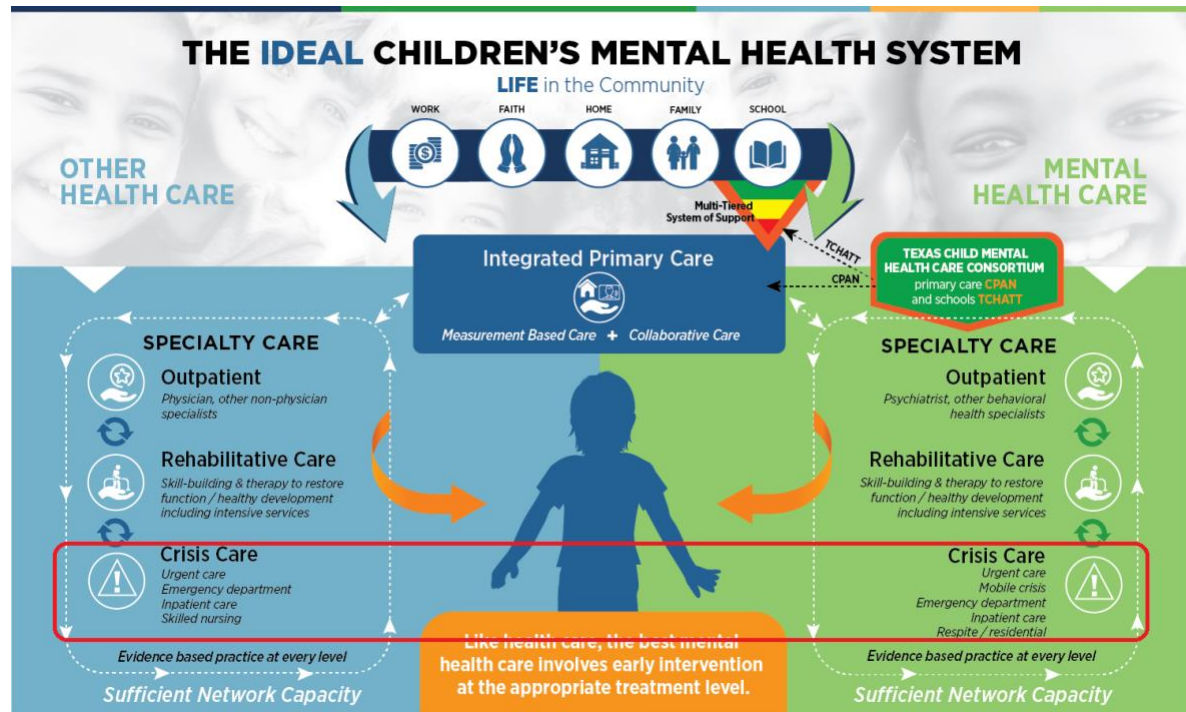 THE IDEAL CHILDREN'S MENTAL HEALTH SYSTEM
LIFE in the Community
WORK
FAITH
HOME
FAMILY
SCHOOL
OTHER
HEALTH CARE
MENTAL
HEALTH CARE
Multi-Tiered
System of Support
TCHATT
CPAN
TEXAS CHILD MENTAL
HEALTH CARE CONSORTIUM
primary care CPAN
and schools TCHATT
Integrated Primary Care
Measurement Based Care + Collaborative Care
SPECIALTY CARE
Outpatient
Physician, other non-physician
specialists
Rehabilitative Care
Skill-building & therapy to restore
function / healthy development
including intensive services
Crisis Care
Urgent care
Emergency department
Inpatient care
Skilled nursing
Evidence based practice at every level
Sufficient Network Capacity
SPECIALTY CARE
Outpatient
Psychiatrist, other behavioral
health specialists
Rehabilitative Care
Skill-building & therapy to restore
function / healthy development
including intensive services
Crisis Care
Urgent care
Mobile crisis
Emergency department
Inpatient care
Respite / residential
Evidence based practice at every level
Sufficient Network Capacity
Like health care, the best mental
health care involves early intervention
at the appropriate treatment level.